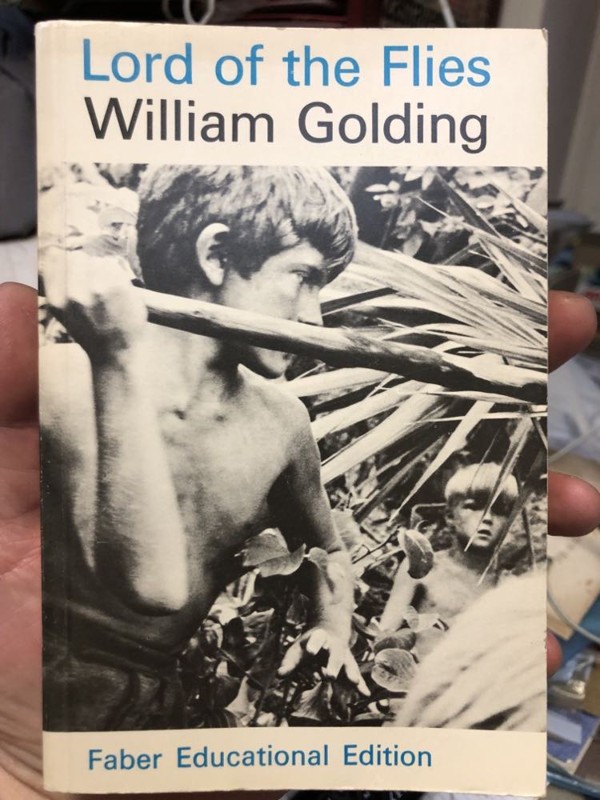 Lord of the Flies
William Golding
Faber Educational Edition